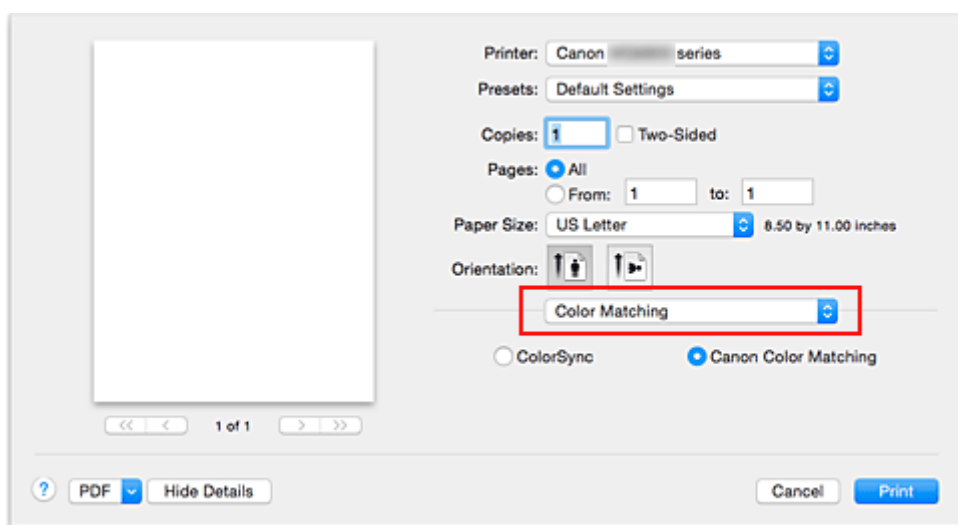 Printer: Canon series
Presets: Default Settings
Copies: 1 Two-Sided
Pages: All
From: 1 to: 1
Paper Size: US Letter 8.50 by 11.00 inches
Orientation:
Color Matching
ColorSync Canon Color Matching
1 of 1
? PDF Hide Details Cancel Print